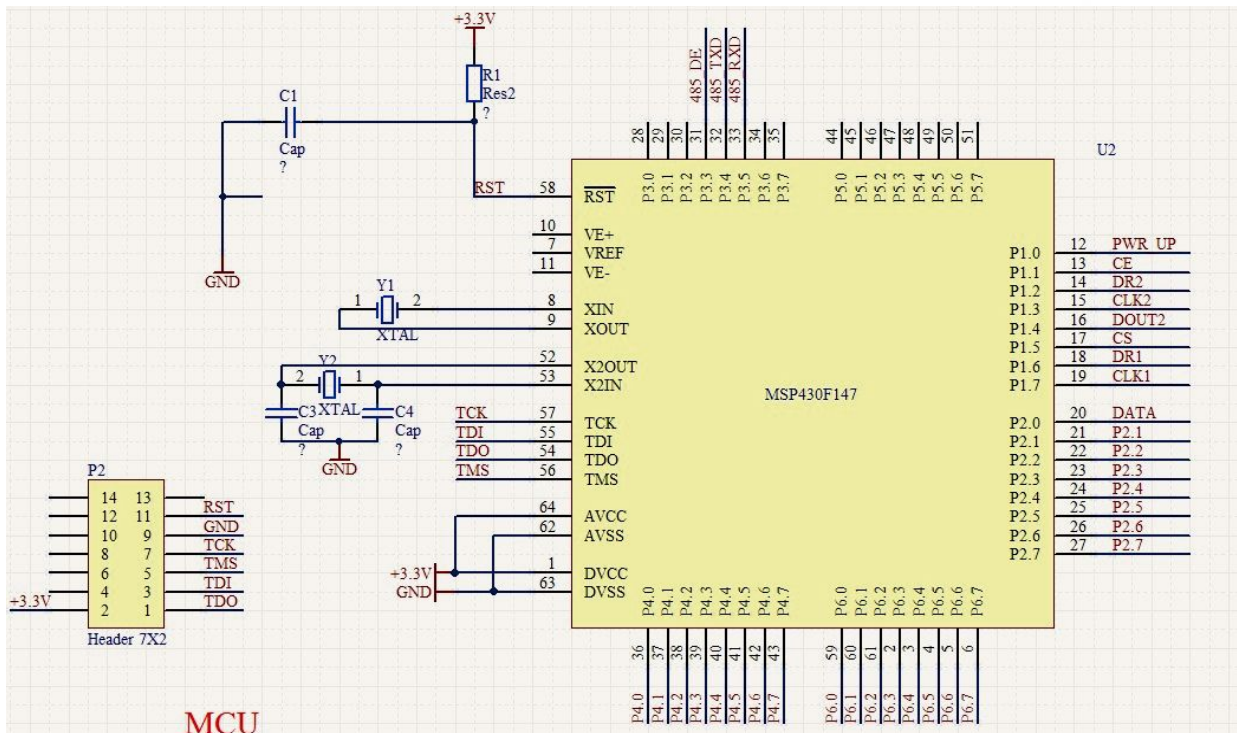 +3.3V
R1
Res2
?
C1
Cap
?
RST
GND
485_DE
485_TXD
485_RXD
28 29 30 31 32 33 34 35
44 45 46 47 48 49 50 51
P3.0 P3.1 P3.2 P3.3 P3.4 P3.5 P3.6 P3.7
P5.0 P5.1 P5.2 P5.3 P5.4 P5.5 P5.6 P5.7
U2
58 RST
10 VE+
7 VREF
11 VE-
8 XIN
9 XOUT
52 X2OUT
53 X2IN
TCK 57 TCK
TDI 55 TDI
TDO 54 TDO
TMS 56 TMS
64 AVCC
62 AVSS
+3.3V 1 DVCC
GND 63 DVSS
Y1
1 2
XTAL
Y2
2 1
XTAL
C3
Cap
?
C4
Cap
?
GND
MSP430F147
P1.0 12 PWR_UP
P1.1 13 CE
P1.2 14 DR2
P1.3 15 CLK2
P1.4 16 DOUT2
P1.5 17 CS
P1.6 18 DR1
P1.7 19 CLK1
P2.0 20 DATA
P2.1 21 P2.1
P2.2 22 P2.2
P2.3 23 P2.3
P2.4 24 P2.4
P2.5 25 P2.5
P2.6 26 P2.6
P2.7 27 P2.7
P4.0 P4.1 P4.2 P4.3 P4.4 P4.5 P4.6 P4.7
P6.0 P6.1 P6.2 P6.3 P6.4 P6.5 P6.6 P6.7
36 37 38 39 40 41 42 43
59 60 61 2 3 4 5 6
P4.0 P4.1 P4.2 P4.3 P4.4 P4.5 P4.6 P4.7
P6.0 P6.1 P6.2 P6.3 P6.4 P6.5 P6.6 P6.7
P2
14 13
12 11 RST
10 9 GND
8 7 TCK
6 5 TMS
4 3 TDI
+3.3V 2 1 TDO
Header 7X2
MCU